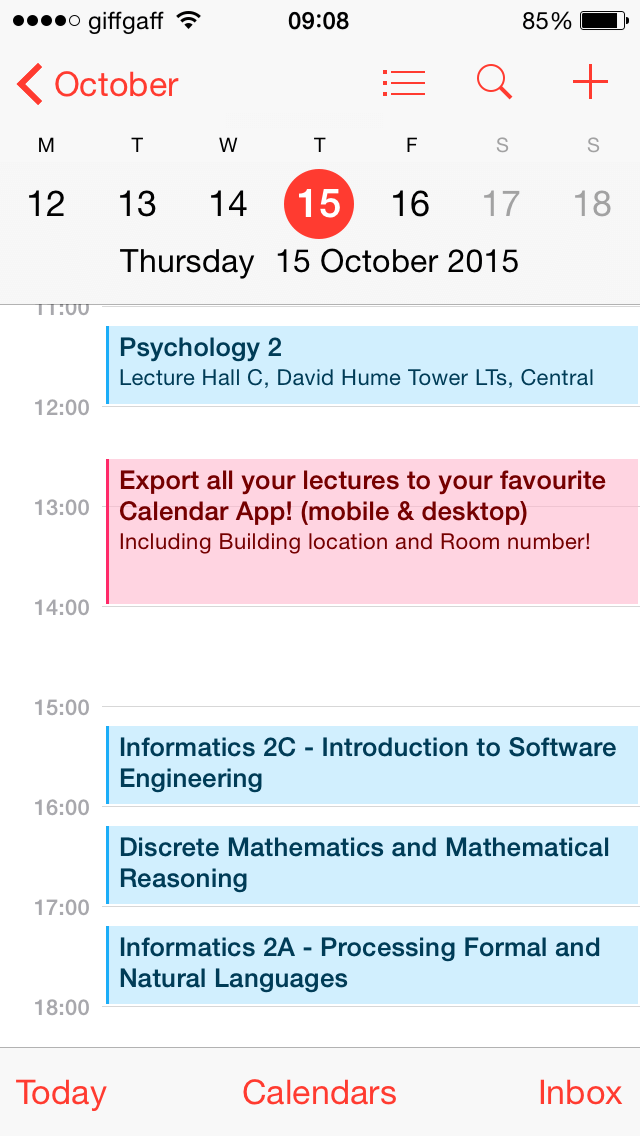 giffgaff 09:08 85%
October
M T W T F S S
12 13 14 15 16 17 18
Thursday 15 October 2015
11:00
Psychology 2
Lecture Hall C, David Hume Tower LTs, Central
12:00
Export all your lectures to your favourite
13:00 Calendar App! (mobile & desktop)
Including Building location and Room number!
14:00
15:00
Informatics 2C - Introduction to Software
Engineering
16:00
Discrete Mathematics and Mathematical
Reasoning
17:00
Informatics 2A - Processing Formal and
Natural Languages
18:00
Today Calendars Inbox